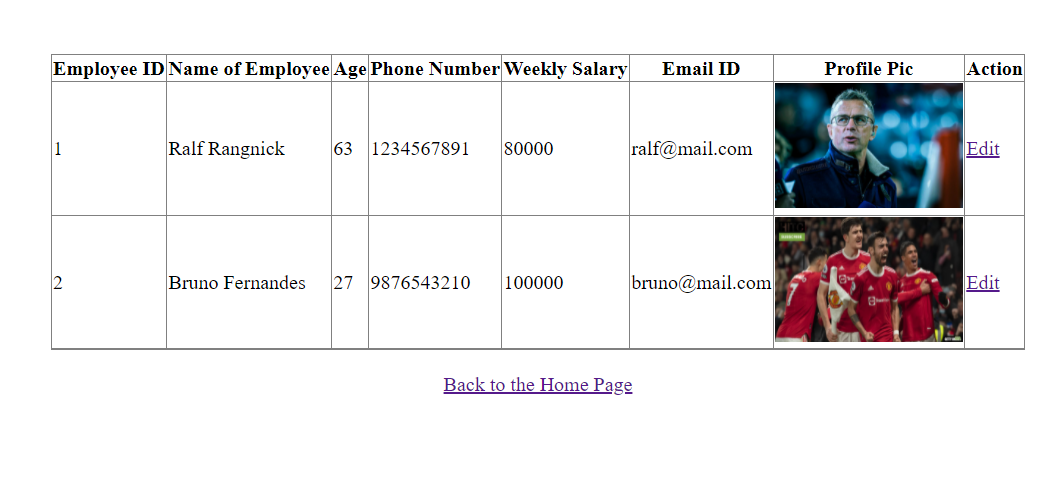 Employee ID Name of Employee Age Phone Number Weekly Salary Email ID Profile Pic Action
1 Ralf Rangnick 63 1234567891 80000 ralf@mail.com Edit
2 Bruno Fernandes 27 9876543210 100000 bruno@mail.com Edit
7
Back to the Home Page